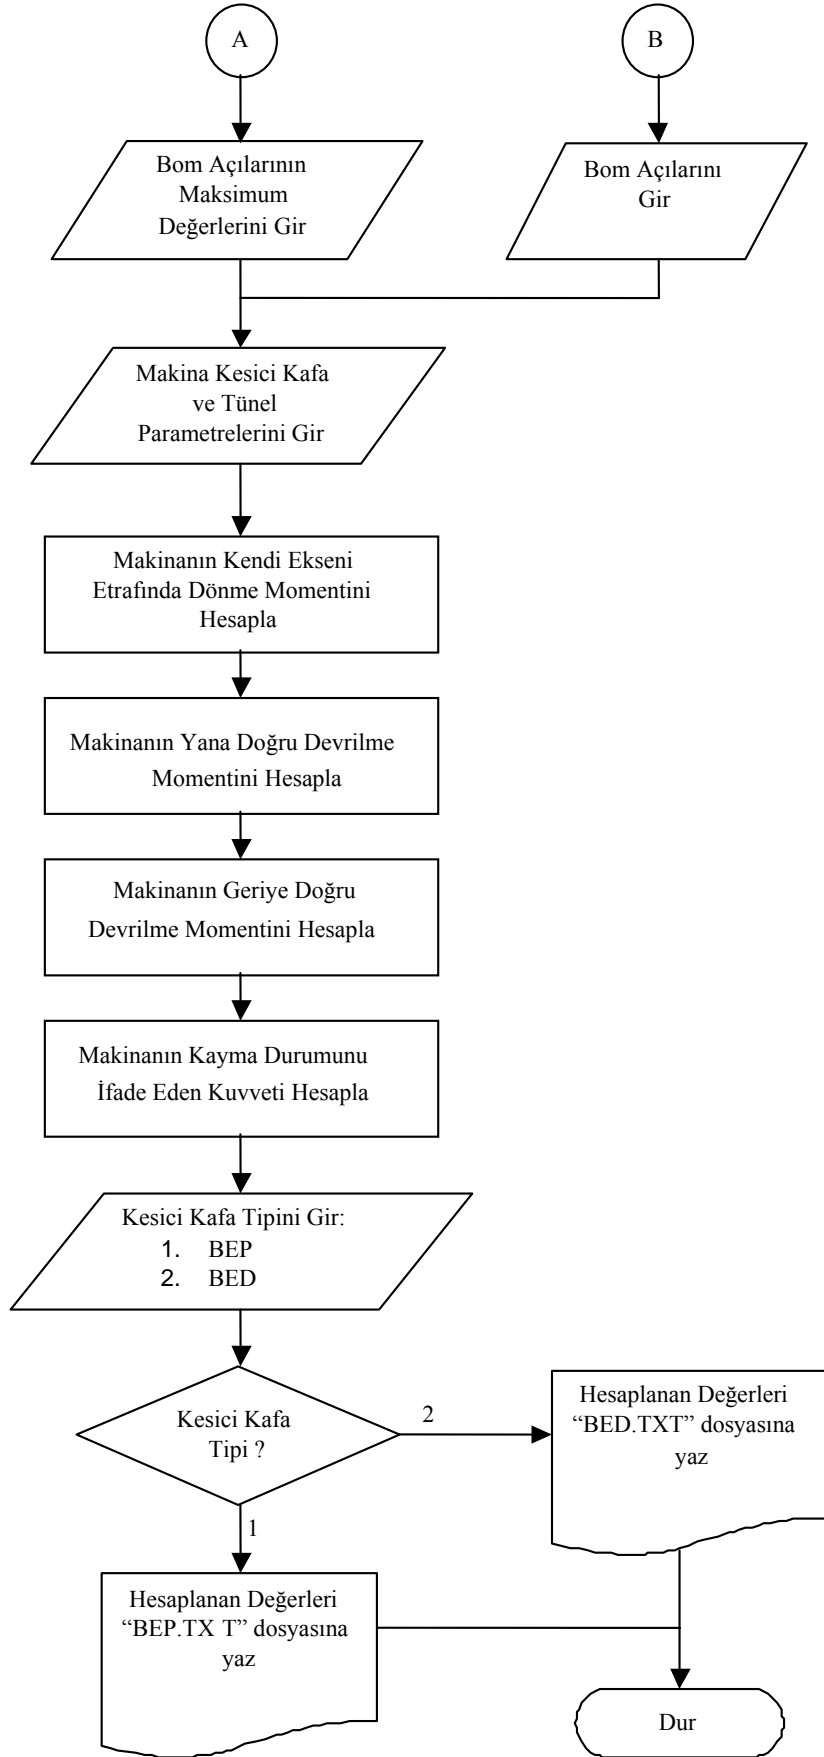 A
B
Bom Açılarının
Maksimum
Değerlerini Gir
Bom Açılarını
Gir
Makina Kesici Kafa
ve Tünel
Parametrelerini Gir
Makinanın Kendi Ekseni
Etrafında Dönme Momentini
Hesapla
Makinanın Yana Doğru Devrilme
Momentini Hesapla
Makinanın Geriye Doğru
Devrilme Momentini Hesapla
Makinanın Kayma Durumunu
İfade Eden Kuvveti Hesapla
Kesici Kafa Tipini Gir:
1. BEP
2. BED
Kesici Kafa
Tipi ?
2
Hesaplanan Değerleri
“BED.TXT” dosyasına
yaz
1
Hesaplanan Değerleri
“BEP.TX T” dosyasına
yaz
Dur